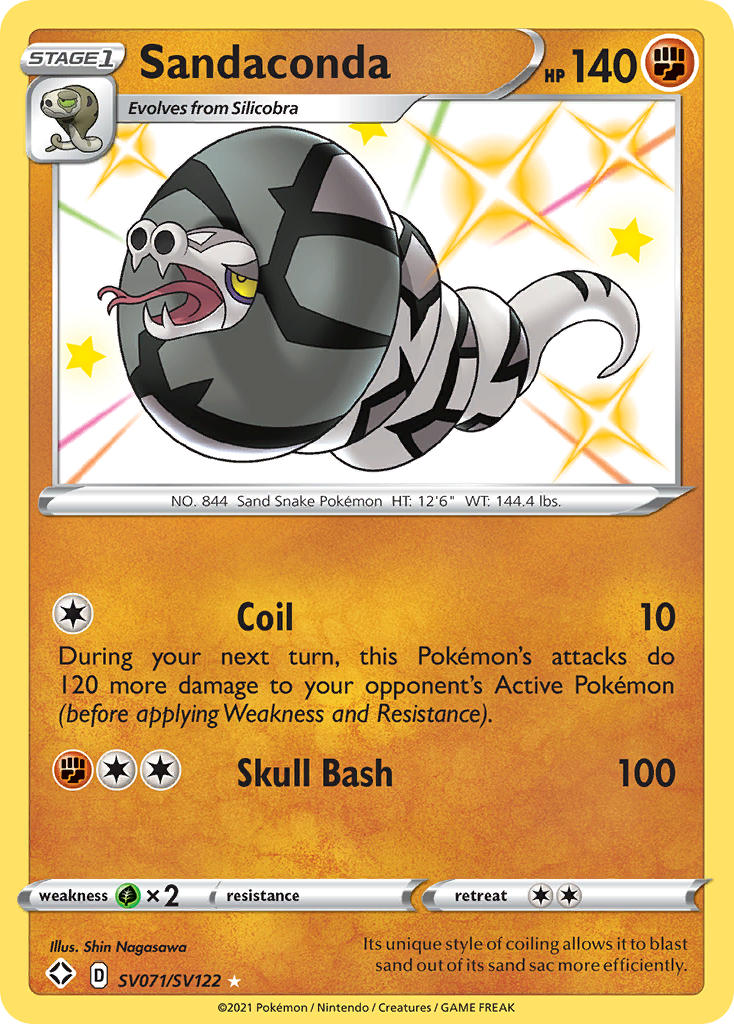 STAGE1
Sandaconda
HP 140
Evolves from Silicobra
NO. 844 Sand Snake Pokémon HT: 12'6" WT: 144.4 lbs.
Coil 10
During your next turn, this Pokémon's attacks do
120 more damage to your opponent's Active Pokémon
(before applying Weakness and Resistance).
Skull Bash 100
weakness ×2 resistance retreat
Illus. Shin Nagasawa
Its unique style of coiling allows it to blast
sand out of its sand sac more efficiently.
D SV071/SV122
©2021 Pokémon / Nintendo / Creatures / GAME FREAK